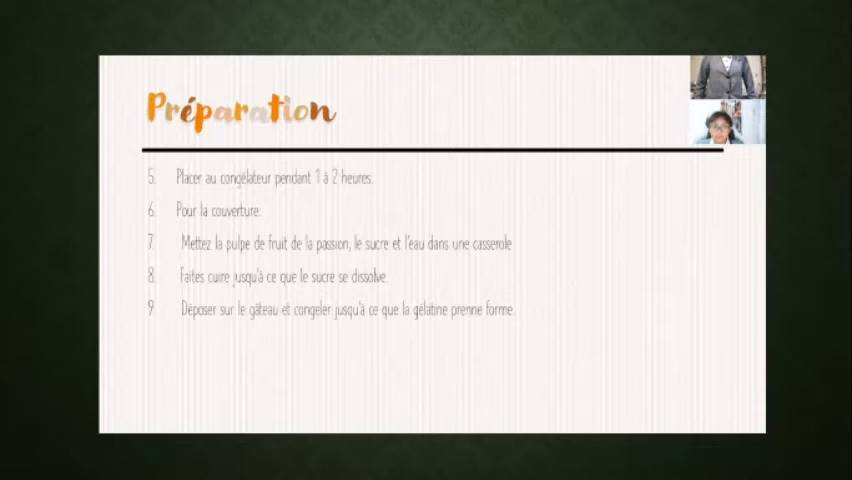 Préparation
5. Placer au congélateur pendant 1 à 2 heures.
6. Pour la couverture:
7. Mettez la pulpe de fruit de la passion, le sucre et l'eau dans une casserole
8. Faites cuire jusqu'à ce que le sucre se dissolve.
9. Déposer sur le gâteau et congeler jusqu'à ce que la gélatine prenne forme.